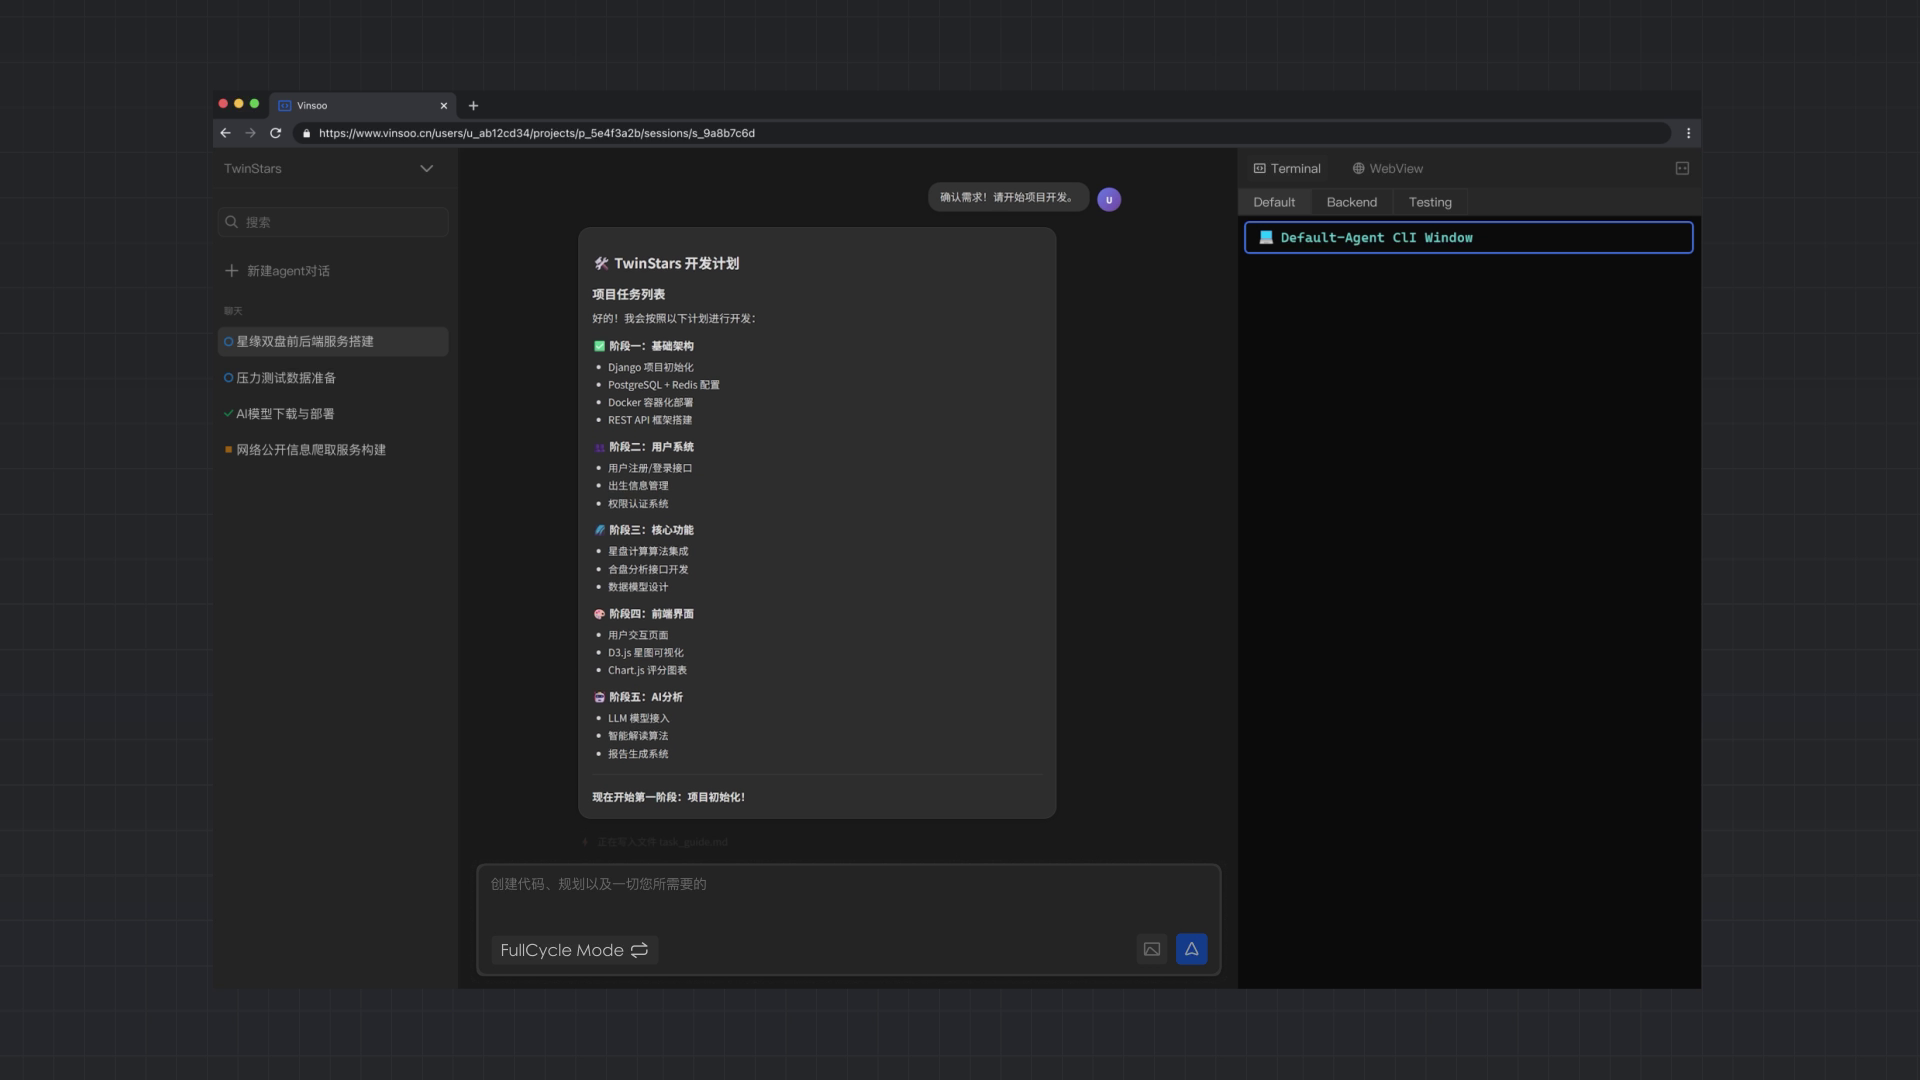 Vinsoo
https://www.vinsoo.cn/users/u_ab12cd34/projects/p_5e4f3a2b/sessions/s_9a8b7c6d
TwinStars
搜索
新建agent对话
聊天
星缘双盘前后端服务搭建
压力测试数据准备
AI模型下载与部署
网络公开信息爬取服务构建
确认需求！请开始项目开发。
U
TwinStars 开发计划
项目任务列表
好的！我会按照以下计划进行开发：
阶段一：基础架构
Django 项目初始化
PostgreSQL + Redis 配置
Docker 容器化部署
REST API 框架搭建
阶段二：用户系统
用户注册/登录接口
出生信息管理
权限认证系统
阶段三：核心功能
星盘计算算法集成
合盘分析接口开发
数据模型设计
阶段四：前端界面
用户交互页面
D3.js 星图可视化
Chart.js 评分图表
阶段五：AI分析
LLM 模型接入
智能解读算法
报告生成系统
现在开始第一阶段：项目初始化！
正在写入文件 task_guide.md
创建代码、规划以及一切您所需要的
FullCycle Mode
Terminal
WebView
Default
Backend
Testing
Default-Agent ClI Window